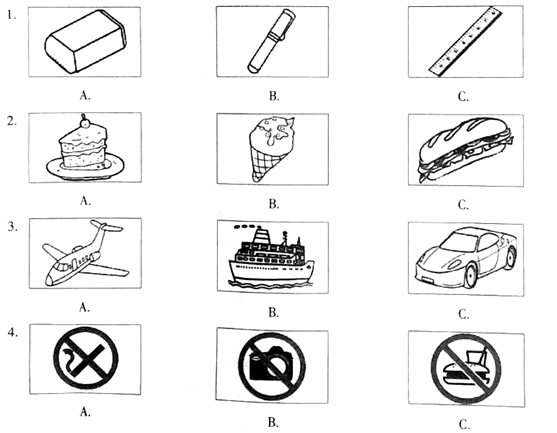 1.
A. B. C.
2.
A. B. C.
3.
A. B. C.
4.
A. B. C.